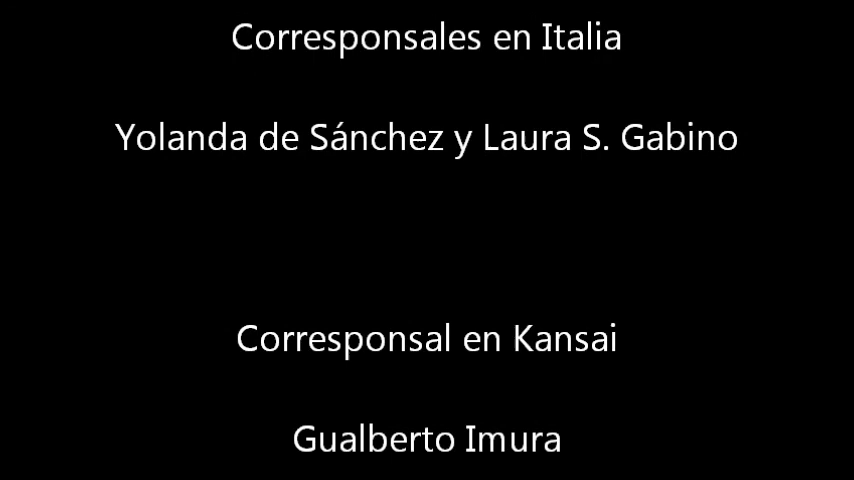 Corresponsales en Italia
Yolanda de Sánchez y Laura S. Gabino
Corresponsal en Kansai
Gualberto Imura